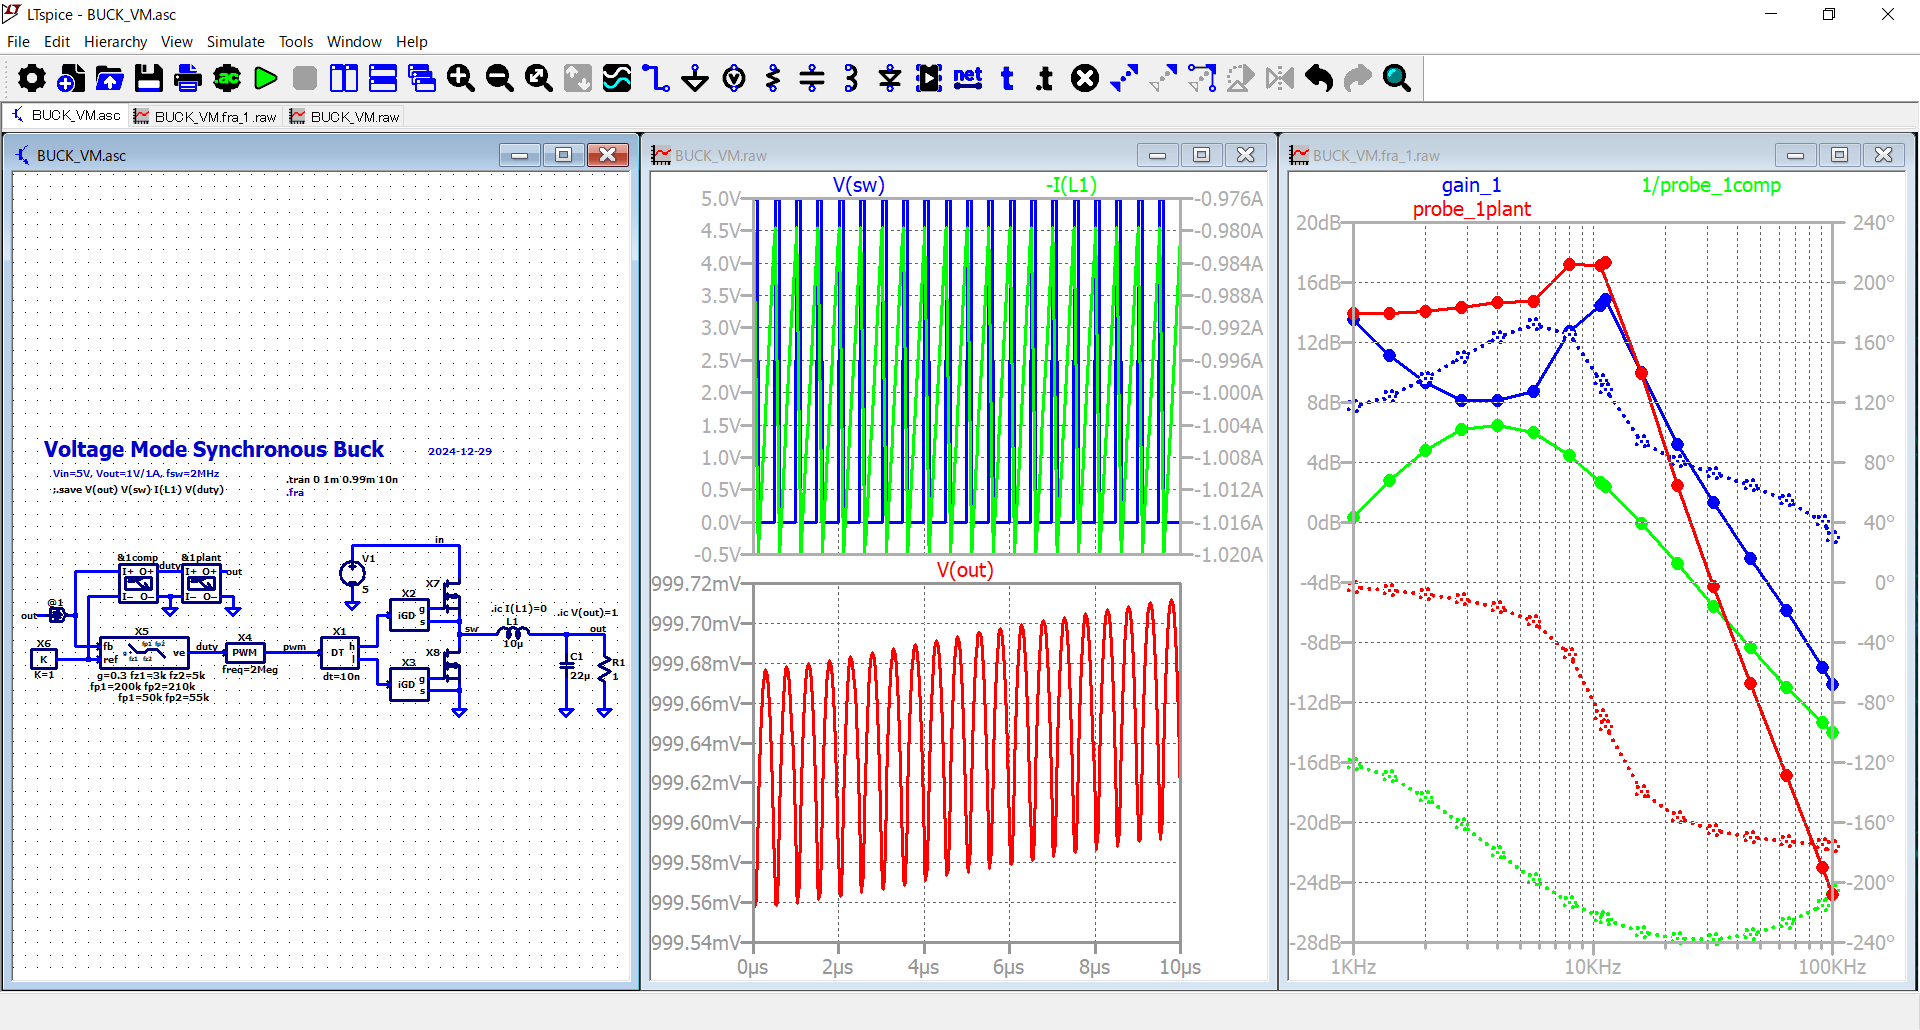 LTspice - BUCK_VM.asc
File Edit Hierarchy View Simulate Tools Window Help
.ac
net
t
.t
BUCK_VM.asc
BUCK_VM.fra_1.raw
BUCK_VM.raw
BUCK_VM.asc
Voltage Mode Synchronous Buck
2024-12-29
Vin=5V, Vout=1V/1A, fsw=2MHz
;.save V(out) V(sw) I(L1) V(duty)
.tran 0 1m 0.99m 10n
.fra
&1comp
&1plant
I+ O+
I− O−
duty
I+ O+
I− O−
out
@1
out
X6
K
K=1
X5
fb
ref
g
fp1 fp2
fz1 fz2
ve
g=0.3 fz1=3k fz2=5k
fp1=200k fp2=210k
fp1=50k fp2=55k
duty
X4
PWM
freq=2Meg
pwm
X1
DT
h
l
dt=10n
V1
5
in
X2
iGD
g
s
X3
iGD
g
s
X7
X8
sw
.ic I(L1)=0
L1
10µ
.ic V(out)=1
out
C1
22µ
R1
1
BUCK_VM.raw
V(sw)
-I(L1)
5.0V
4.5V
4.0V
3.5V
3.0V
2.5V
2.0V
1.5V
1.0V
0.5V
0.0V
-0.5V
-0.976A
-0.980A
-0.984A
-0.988A
-0.992A
-0.996A
-1.000A
-1.004A
-1.008A
-1.012A
-1.016A
-1.020A
V(out)
999.72mV
999.70mV
999.68mV
999.66mV
999.64mV
999.62mV
999.60mV
999.58mV
999.56mV
999.54mV
0µs 2µs 4µs 6µs 8µs 10µs
BUCK_VM.fra_1.raw
gain_1
1/probe_1comp
probe_1plant
20dB
16dB
12dB
8dB
4dB
0dB
-4dB
-8dB
-12dB
-16dB
-20dB
-24dB
-28dB
240°
200°
160°
120°
80°
40°
0°
-40°
-80°
-120°
-160°
-200°
-240°
1KHz 10KHz 100KHz